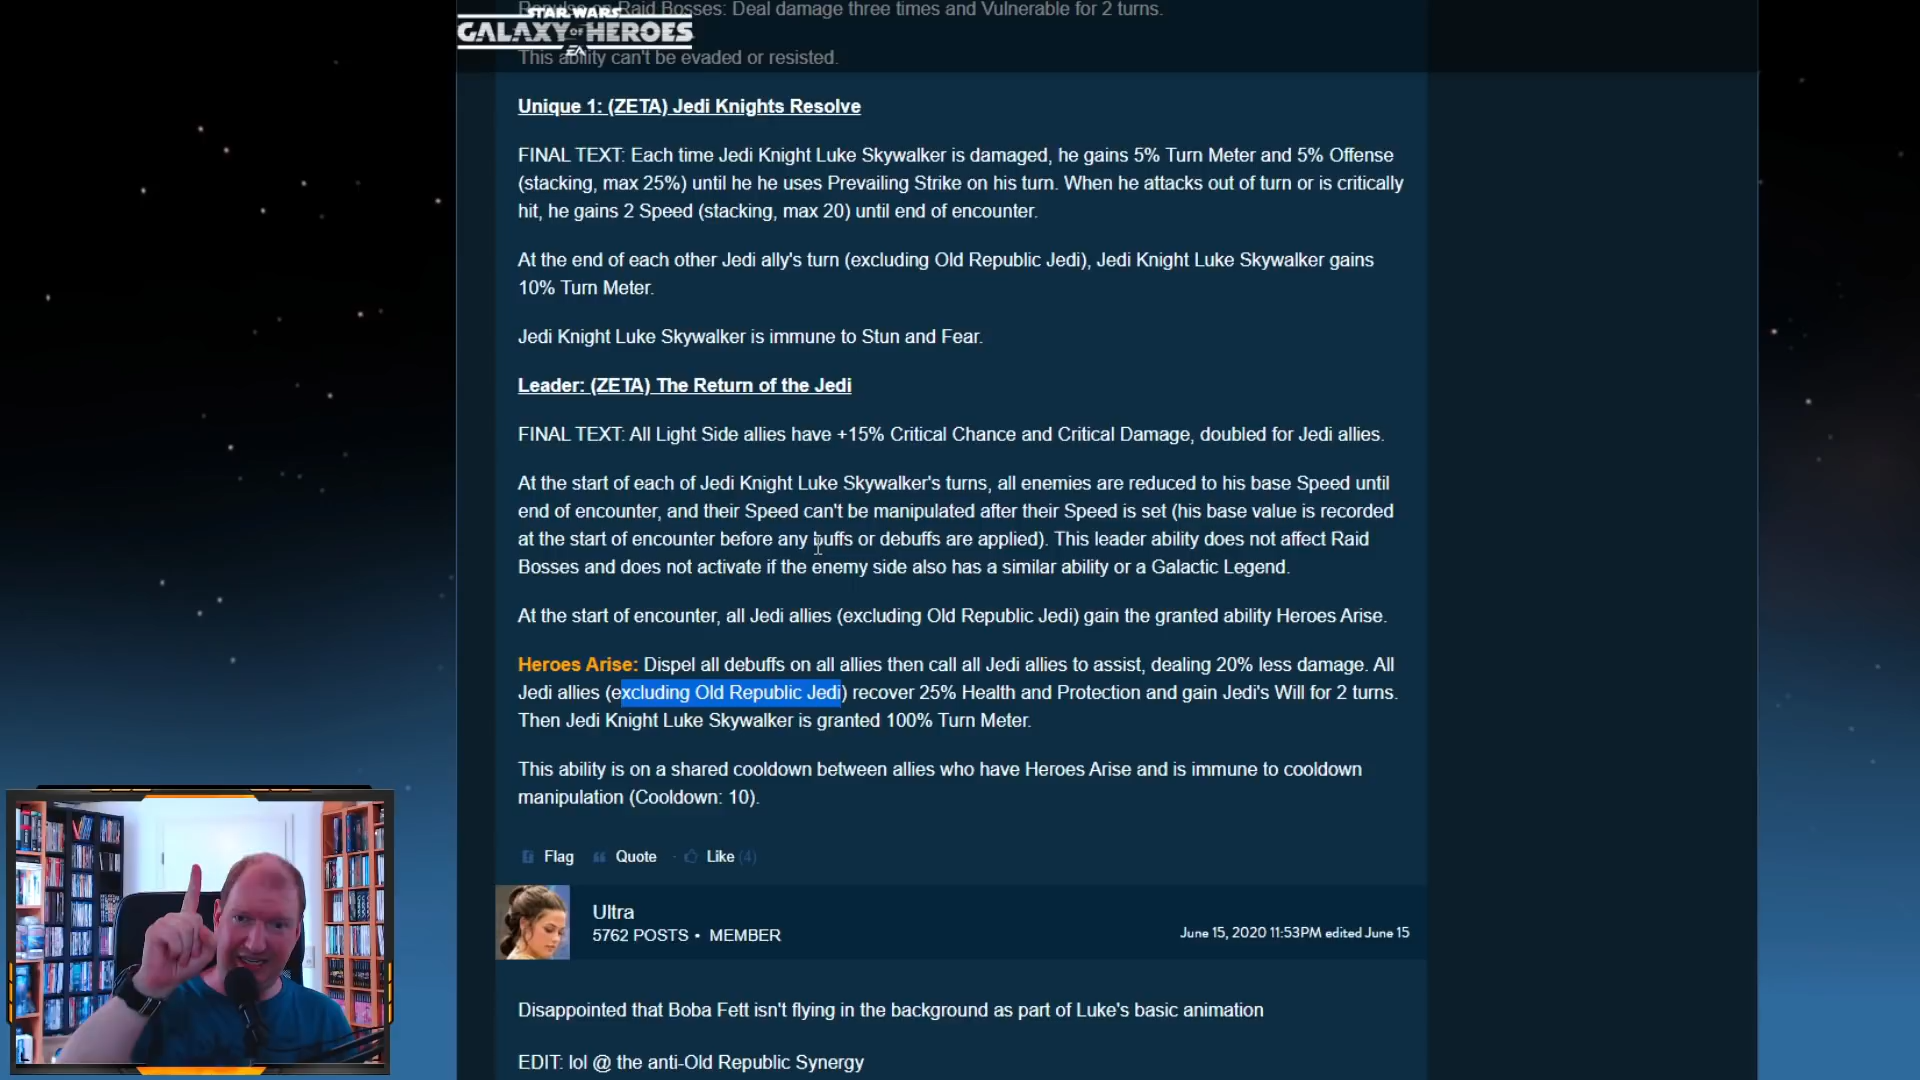 Repulse on Raid Bosses: Deal damage three times and Vulnerable for 2 turns.
STAR WARS
GALAXY OF HEROES
EA
This ability can't be evaded or resisted.
Unique 1: (ZETA) Jedi Knights Resolve
FINAL TEXT: Each time Jedi Knight Luke Skywalker is damaged, he gains 5% Turn Meter and 5% Offense
(stacking, max 25%) until he he uses Prevailing Strike on his turn. When he attacks out of turn or is critically
hit, he gains 2 Speed (stacking, max 20) until end of encounter.
At the end of each other Jedi ally's turn (excluding Old Republic Jedi), Jedi Knight Luke Skywalker gains
10% Turn Meter.
Jedi Knight Luke Skywalker is immune to Stun and Fear.
Leader: (ZETA) The Return of the Jedi
FINAL TEXT: All Light Side allies have +15% Critical Chance and Critical Damage, doubled for Jedi allies.
At the start of each of Jedi Knight Luke Skywalker's turns, all enemies are reduced to his base Speed until
end of encounter, and their Speed can't be manipulated after their Speed is set (his base value is recorded
at the start of encounter before any buffs or debuffs are applied). This leader ability does not affect Raid
Bosses and does not activate if the enemy side also has a similar ability or a Galactic Legend.
At the start of encounter, all Jedi allies (excluding Old Republic Jedi) gain the granted ability Heroes Arise.
Heroes Arise: Dispel all debuffs on all allies then call all Jedi allies to assist, dealing 20% less damage. All
Jedi allies (excluding Old Republic Jedi) recover 25% Health and Protection and gain Jedi's Will for 2 turns.
Then Jedi Knight Luke Skywalker is granted 100% Turn Meter.
This ability is on a shared cooldown between allies who have Heroes Arise and is immune to cooldown
manipulation (Cooldown: 10).
Flag Quote · Like (4)
Ultra
5762 POSTS • MEMBER
June 15, 2020 11:53PM edited June 15
Disappointed that Boba Fett isn't flying in the background as part of Luke's basic animation
EDIT: lol @ the anti-Old Republic Synergy